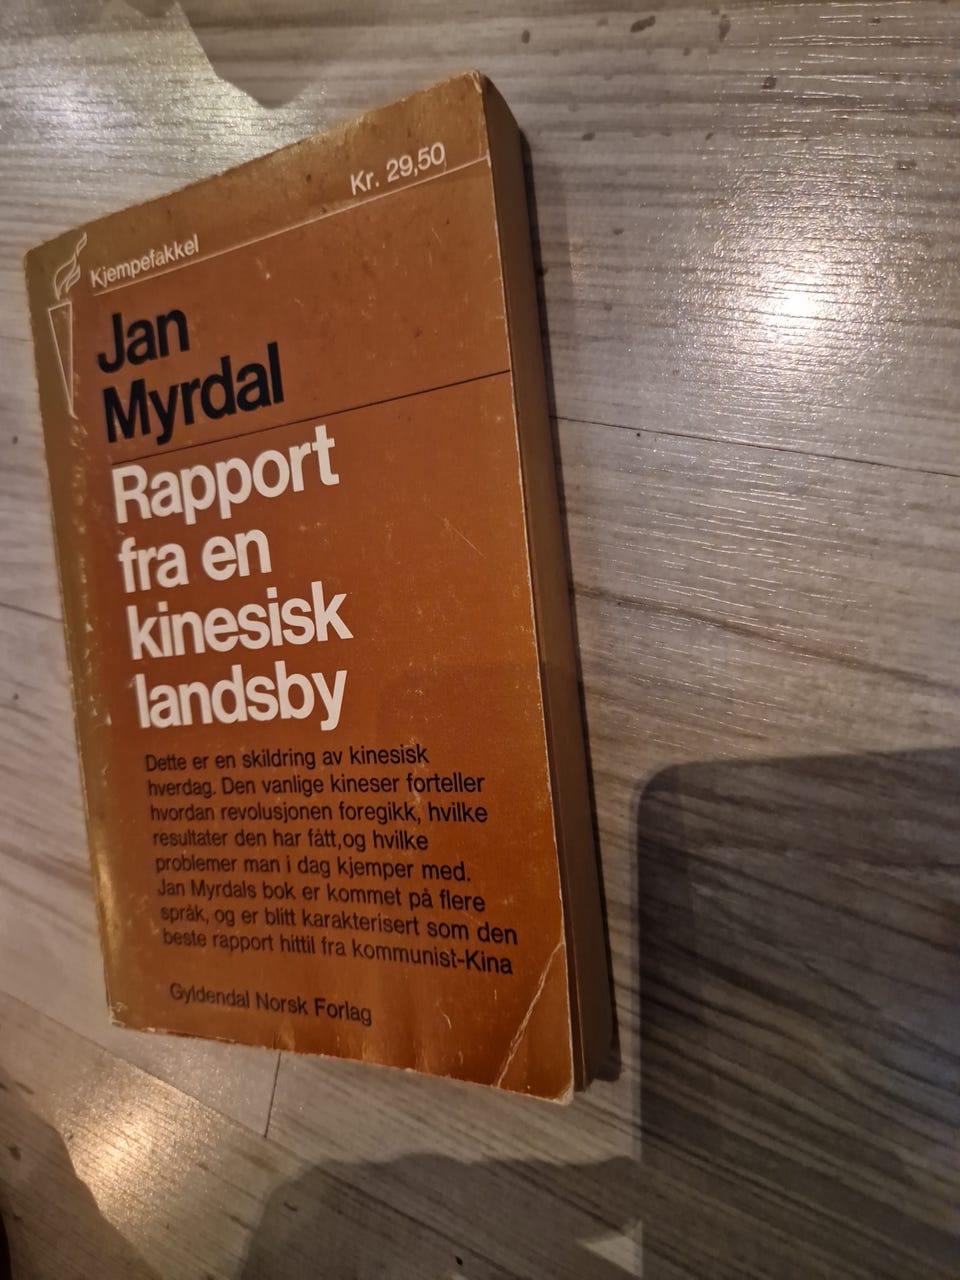 Kr. 29,50
Kjempefakkel
Jan
Myrdal
Rapport
fra en
kinesisk
landsby
Dette er en skildring av kinesisk
hverdag. Den vanlige kineser forteller
hvordan revolusjonen foregikk, hvilke
resultater den har fått,og hvilke
problemer man i dag kjemper med.
Jan Myrdals bok er kommet på flere
språk, og er blitt karakterisert som den
beste rapport hittil fra kommunist-Kina
Gyldendal Norsk Forlag